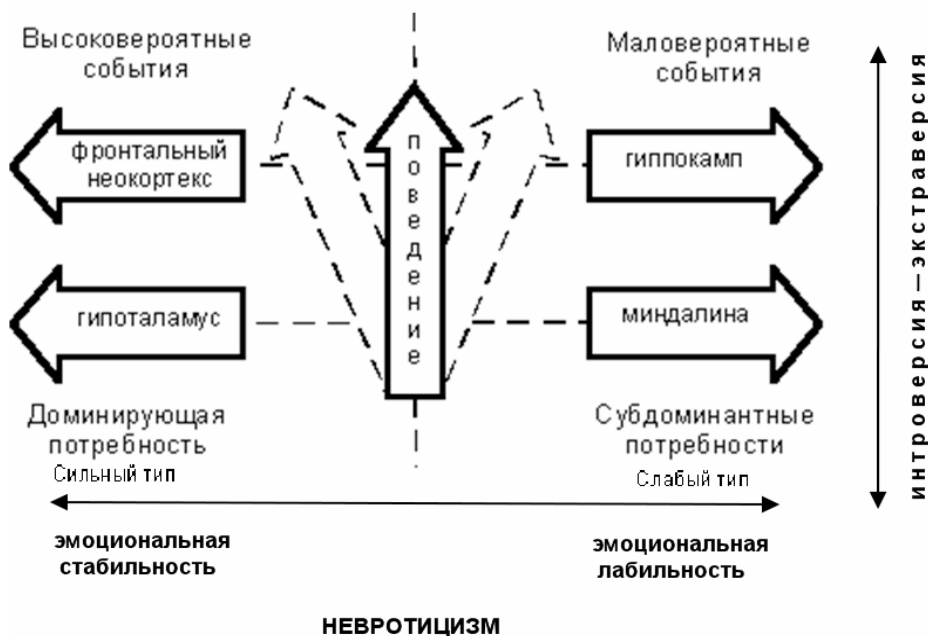 Высоковероятные
события
Маловероятные
события
фронтальный
неокортекс
поведение
гиппокамп
гипоталамус
миндалина
Доминирующая
потребность
Субдоминантные
потребности
Сильный тип
Слабый тип
эмоциональная
стабильность
эмоциональная
лабильность
НЕВРОТИЦИЗМ
интроверсия – экстраверсия